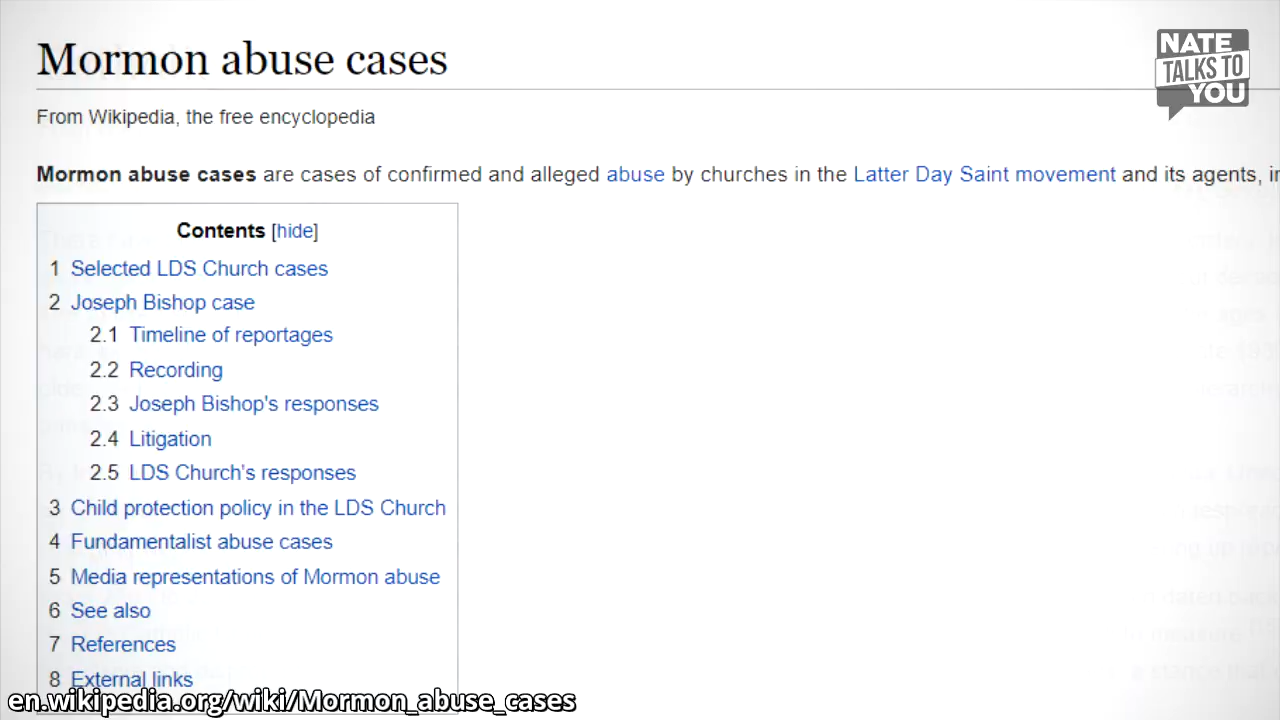 Mormon abuse cases
NATE
TALKS TO
YOU
From Wikipedia, the free encyclopedia
Mormon abuse cases are cases of confirmed and alleged abuse by churches in the Latter Day Saint movement and its agents,
Contents [hide]
1 Selected LDS Church cases
2 Joseph Bishop case
2.1 Timeline of reportages
2.2 Recording
2.3 Joseph Bishop's responses
2.4 Litigation
2.5 LDS Church's responses
3 Child protection policy in the LDS Church
4 Fundamentalist abuse cases
5 Media representations of Mormon abuse
6 See also
7 References
8 External links
en.wikipedia.org/wiki/Mormon_abuse_cases